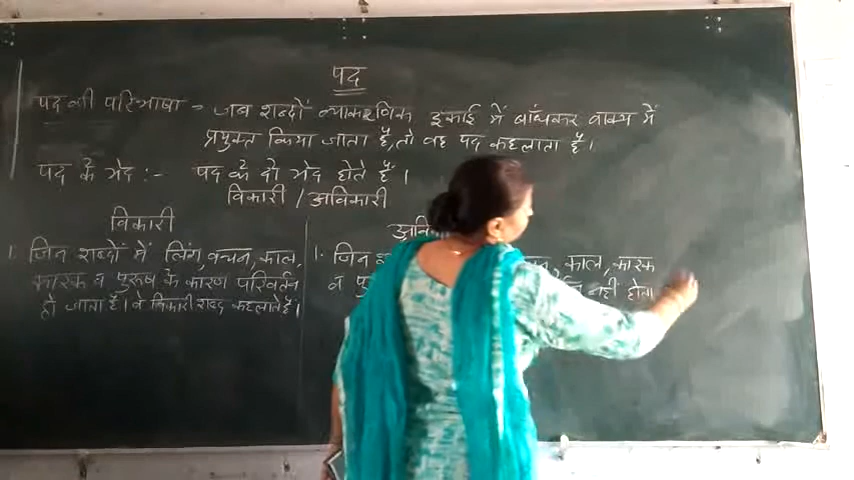 पद
पद की परिभाषा - जब शब्दों व्याकरणिक इकाई में बाँधकर वाक्य में
प्रयुक्त किया जाता है, तो वह पद कहलाता है।
पद के भेद :- पद के दो भेद होते हैं।
विकारी / अविकारी
विकारी
1. जिन शब्दों में लिंग, वचन, काल,
कारक व पुरूष के कारण परिवर्तन
हो जाता है। वे विकारी शब्द कहलाते हैं।
1. जिन काल, कारक
व नहीं होता